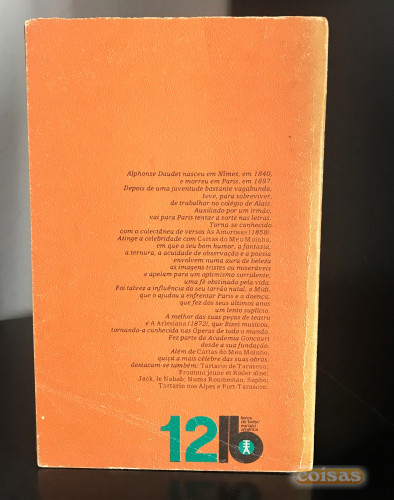 Alphonse Daudet nasceu em Nîmes, em 1840,
e morreu em Paris, em 1897.
Depois de uma juventude bastante vagabunda,
teve, para sobreviver,
de trabalhar no colégio de Alais.
Auxiliado por um irmão,
vai para Paris tentar a sorte nas letras.
Torna-se conhecido
com a colectânea de versos As Amorosas (1858).
Atinge a celebridade com Cartas do Meu Moinho,
em que o seu bom humor, a fantasia,
a ternura, a acuidade de observação e a poesia
envolvem numa aura de beleza
as imagens tristes ou miseráveis
e apelam para um optimismo sorridente,
uma fé obstinada pela vida.
Foi talvez a influência do seu torrão natal, o Midi,
que o ajudou a enfrentar Paris e a doença,
que fez dos seus últimos anos
um lento suplício.
A melhor das suas peças de teatro
é A Arlesiana (1872), que Bizet musicou,
tornando-a conhecida nas Óperas de todo o mundo.
Fez parte da Academia Goncourt
desde a sua fundação.
Além de Cartas do Meu Moinho,
quiçá a mais célebre das suas obras,
destacam-se também: Tartarin de Tarascon,
Fromont jeune et Risler aîné,
Jack, le Nabab; Numa Roumestan, Sapho,
Tartarin nos Alpes e Port-Tarascon.
12 lb
livros
de bolso
europa
américa
coisas